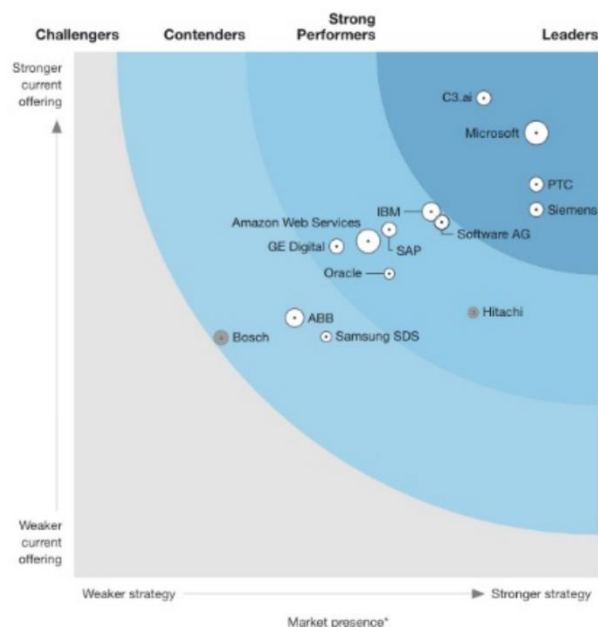 Challengers
Contenders
Strong
Performers
Leaders
Stronger
current
offering
C3.ai
Microsoft
PTC
Siemens
IBM
Software AG
Amazon Web Services
SAP
GE Digital
Oracle
Hitachi
ABB
Samsung SDS
Bosch
Weaker
current
offering
Weaker strategy
Stronger strategy
Market presence*